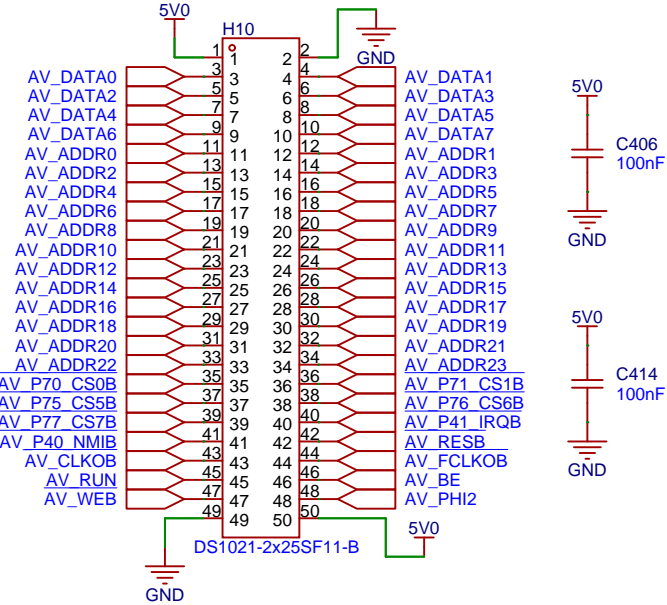 5V0
H10
GND
1 1 2 2
AV_DATA0 3 3 4 4 AV_DATA1
AV_DATA2 5 5 6 6 AV_DATA3
AV_DATA4 7 7 8 8 AV_DATA5
AV_DATA6 9 9 10 10 AV_DATA7
AV_ADDR0 11 11 12 12 AV_ADDR1
AV_ADDR2 13 13 14 14 AV_ADDR3
AV_ADDR4 15 15 16 16 AV_ADDR5
AV_ADDR6 17 17 18 18 AV_ADDR7
AV_ADDR8 19 19 20 20 AV_ADDR9
AV_ADDR10 21 21 22 22 AV_ADDR11
AV_ADDR12 23 23 24 24 AV_ADDR13
AV_ADDR14 25 25 26 26 AV_ADDR15
AV_ADDR16 27 27 28 28 AV_ADDR17
AV_ADDR18 29 29 30 30 AV_ADDR19
AV_ADDR20 31 31 32 32 AV_ADDR21
AV_ADDR22 33 33 34 34 AV_ADDR23
AV_P70_CS0B 35 35 36 36 AV_P71_CS1B
AV_P75_CS5B 37 37 38 38 AV_P76_CS6B
AV_P77_CS7B 39 39 40 40 AV_P41_IRQB
AV_P40_NMIB 41 41 42 42 AV_RESB
AV_CLKOB 43 43 44 44 AV_FCLKOB
AV_RUN 45 45 46 46 AV_BE
AV_WEB 47 47 48 48 AV_PHI2
49 49 50 50
5V0
DS1021-2x25SF11-B
GND
5V0
C406
100nF
GND
5V0
C414
100nF
GND